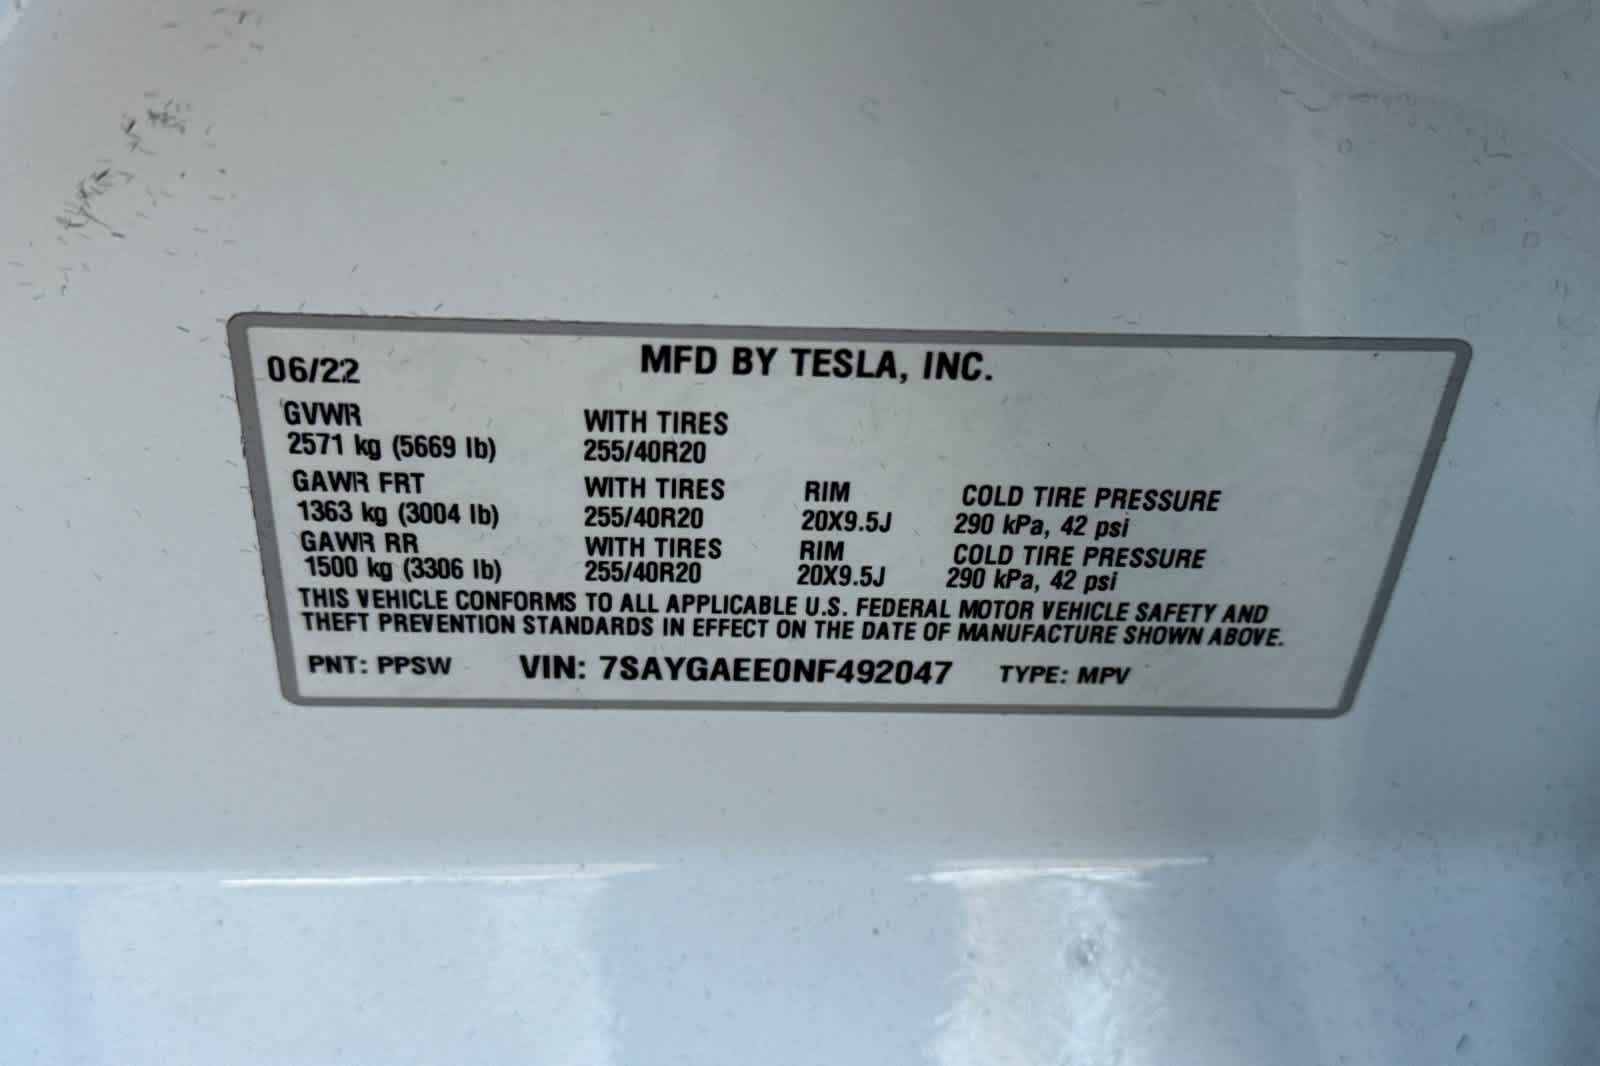 06/22 MFD BY TESLA, INC.
GVWR WITH TIRES
2571 kg (5669 lb) 255/40R20
GAWR FRT WITH TIRES RIM COLD TIRE PRESSURE
1363 kg (3004 lb) 255/40R20 20X9.5J 290 kPa, 42 psi
GAWR RR WITH TIRES RIM COLD TIRE PRESSURE
1500 kg (3306 lb) 255/40R20 20X9.5J 290 kPa, 42 psi
THIS VEHICLE CONFORMS TO ALL APPLICABLE U.S. FEDERAL MOTOR VEHICLE SAFETY AND
THEFT PREVENTION STANDARDS IN EFFECT ON THE DATE OF MANUFACTURE SHOWN ABOVE.
PNT: PPSW VIN: 7SAYGAEE0NF492047 TYPE: MPV